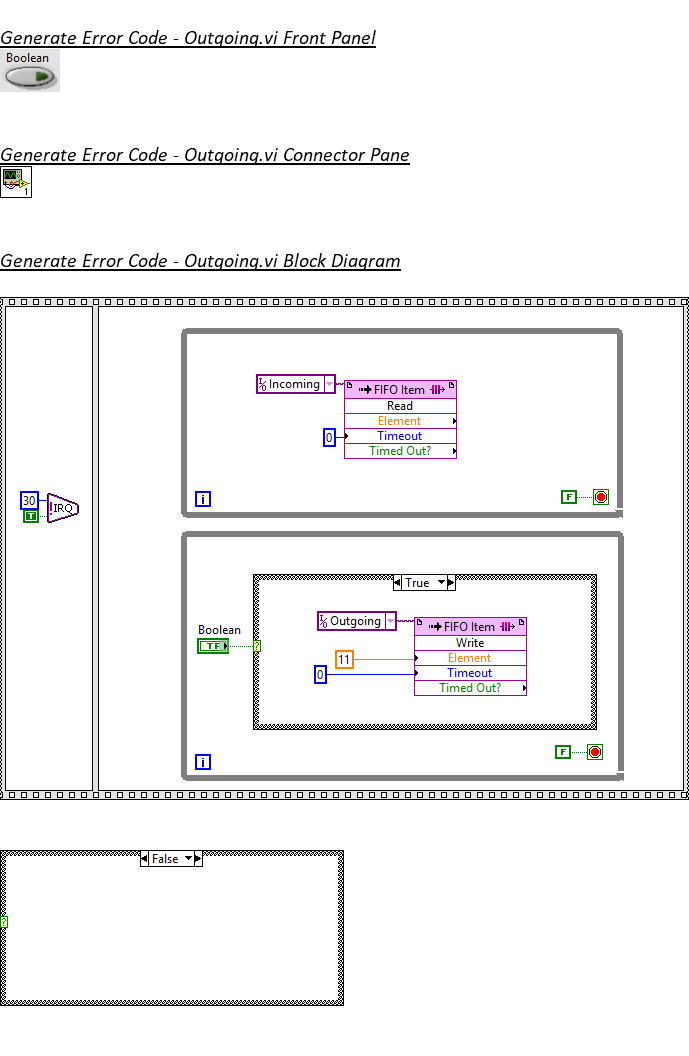 Generate Error Code - Outgoing.vi Front Panel
Boolean
Generate Error Code - Outgoing.vi Connector Pane
1
Generate Error Code - Outgoing.vi Block Diagram
Incoming
FIFO Item
Read
Element
0
Timeout
Timed Out?
i
F
30
T
!IRQ
True
Outgoing
FIFO Item
Boolean
Write
TF
?
11
Element
0
Timeout
Timed Out?
i
F
False
?